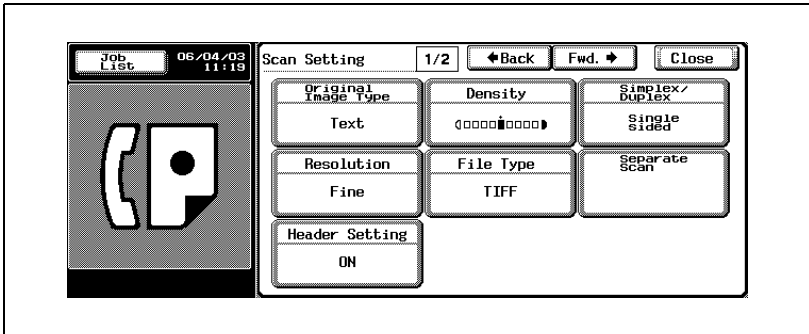 Job
List
06/04/03
11:19
Scan Setting
1/2
Back
Fwd.
Close
Original
Image Type
Text
Density
Simplex/
Duplex
Single
sided
Resolution
Fine
File Type
TIFF
Separate
Scan
Header Setting
ON